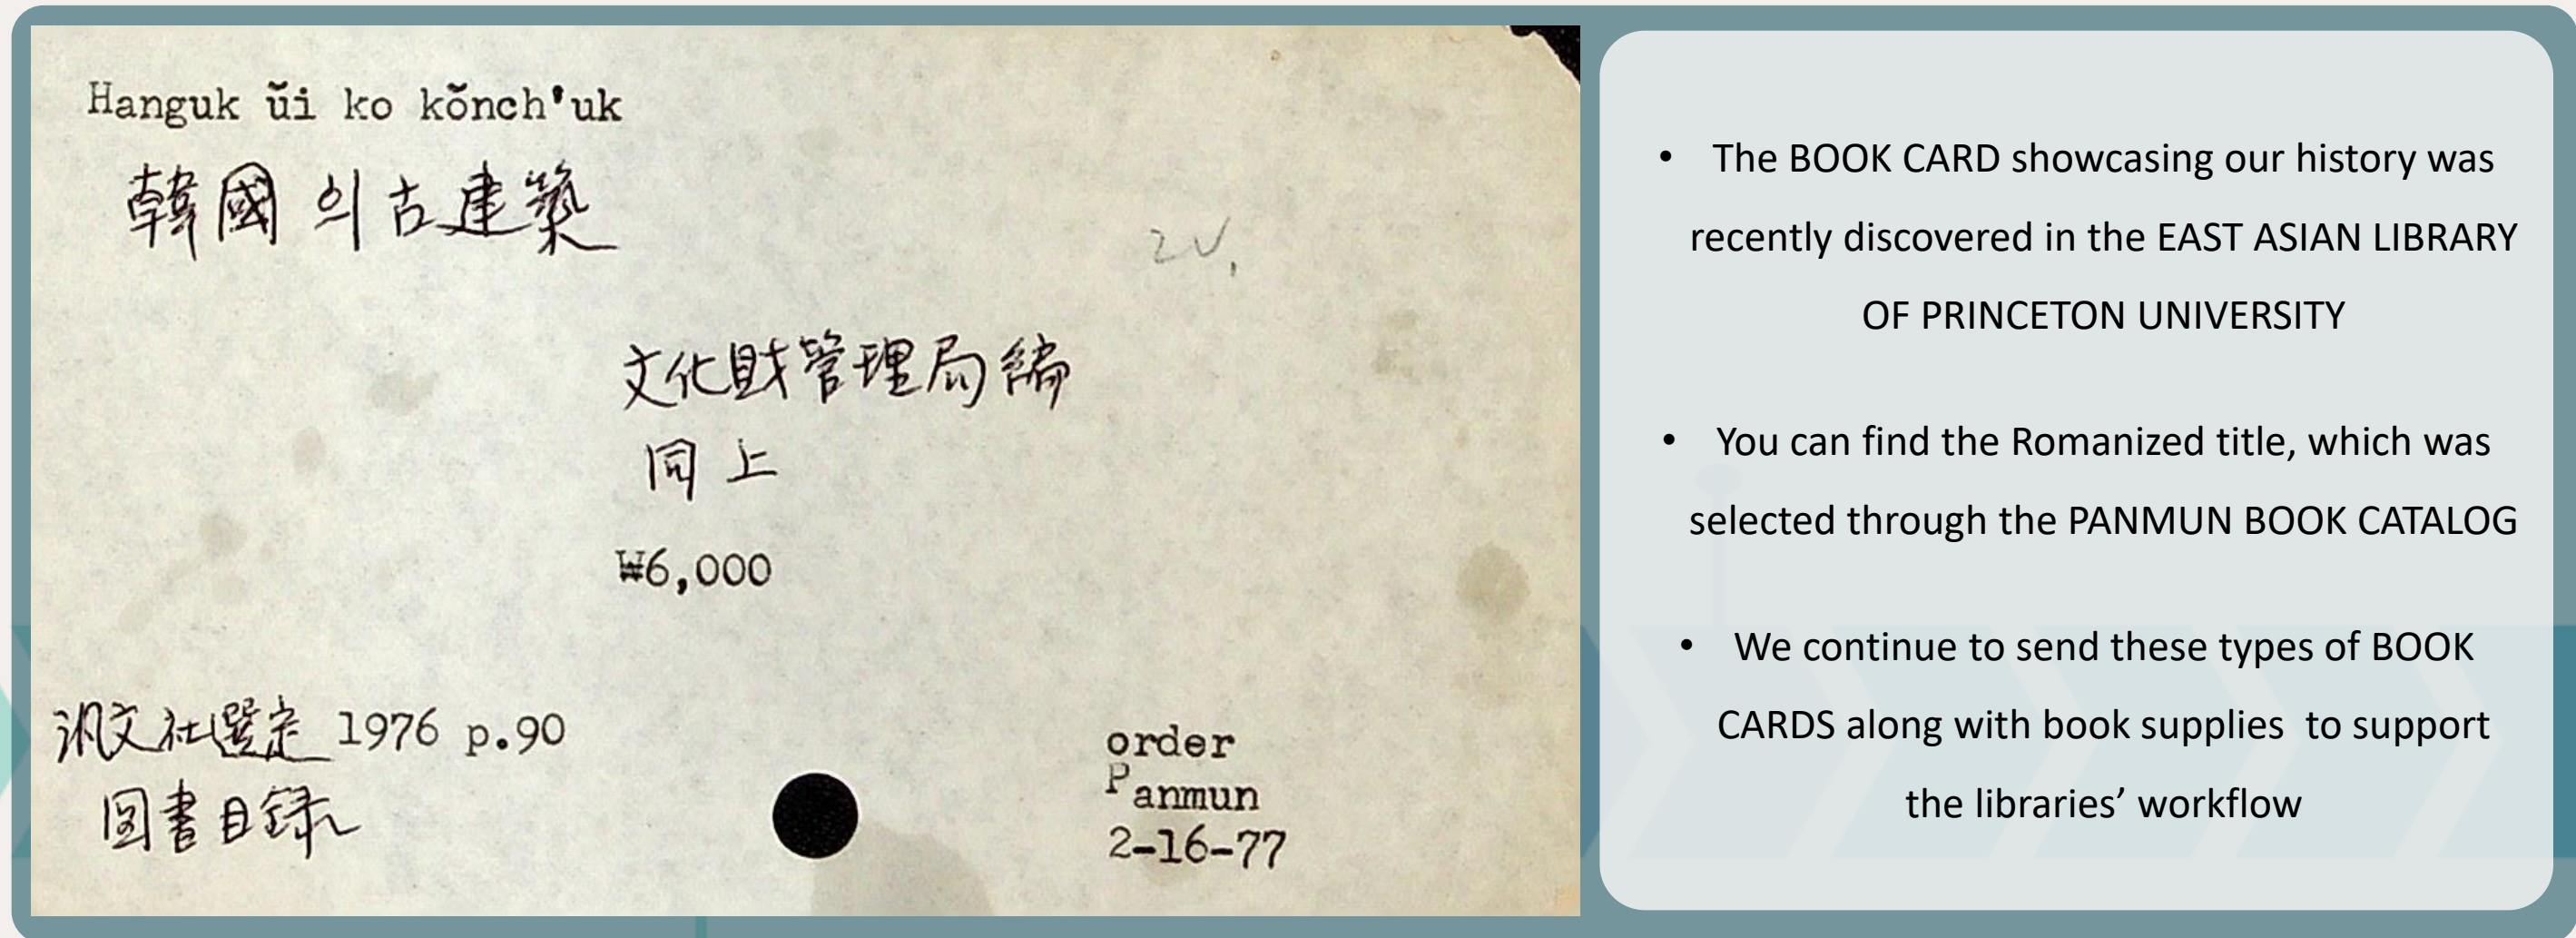 Hanguk ŭi ko kŏnch'uk
韓國의古建築
2v.
文化財管理局編
同上
₩6,000
汎文社選定 1976 p.90
図書目録
order
Panmun
2-16-77
• The BOOK CARD showcasing our history was
recently discovered in the EAST ASIAN LIBRARY
OF PRINCETON UNIVERSITY
• You can find the Romanized title, which was
selected through the PANMUN BOOK CATALOG
• We continue to send these types of BOOK
CARDS along with book supplies to support
the libraries’ workflow